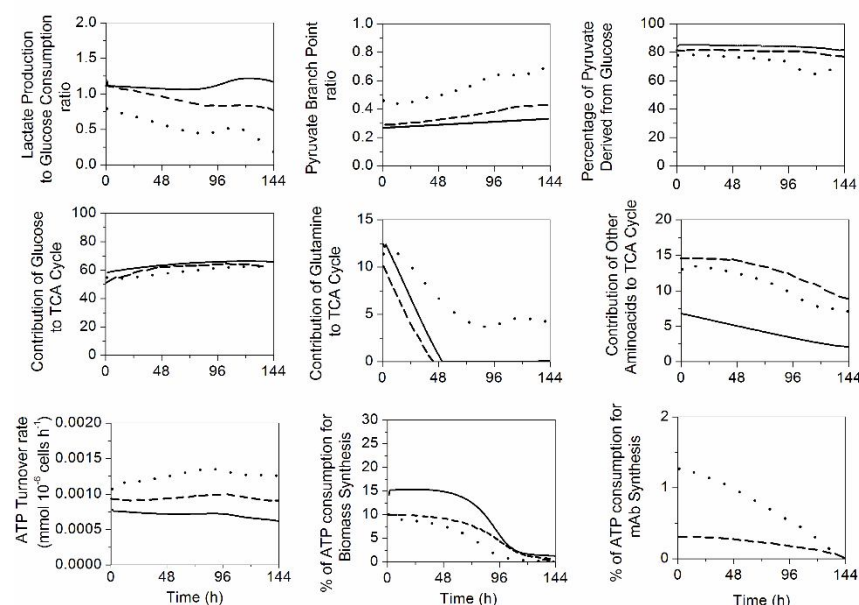 Lactate Production
to Glucose Consumption
ratio
2.0
1.5
1.0
0.5
0.0
0 48 96 144
Pyruvate Branch Point
ratio
1.0
0.8
0.6
0.4
0.2
0.0
0 48 96 144
Percentage of Pyruvate
Derived from Glucose
100
80
60
40
20
0
0 48 96 144
Contribution of Glucose
to TCA Cycle
100
80
60
40
20
0
0 48 96 144
Contribution of Glutamine
to TCA Cycle
15
10
5
0
0 48 96 144
Contribution of Other
Aminoacids to TCA Cycle
20
15
10
5
0
0 48 96 144
ATP Turnover rate
(mmol 10⁻⁶ cells h⁻¹)
0.0020
0.0015
0.0010
0.0005
0.0000
0 48 96 144
Time (h)
% of ATP consumption for
Biomass Synthesis
30
25
20
15
10
5
0
0 48 96 144
Time (h)
% of ATP consumption for
mAb Synthesis
2
1
0
0 48 96 144
Time (h)